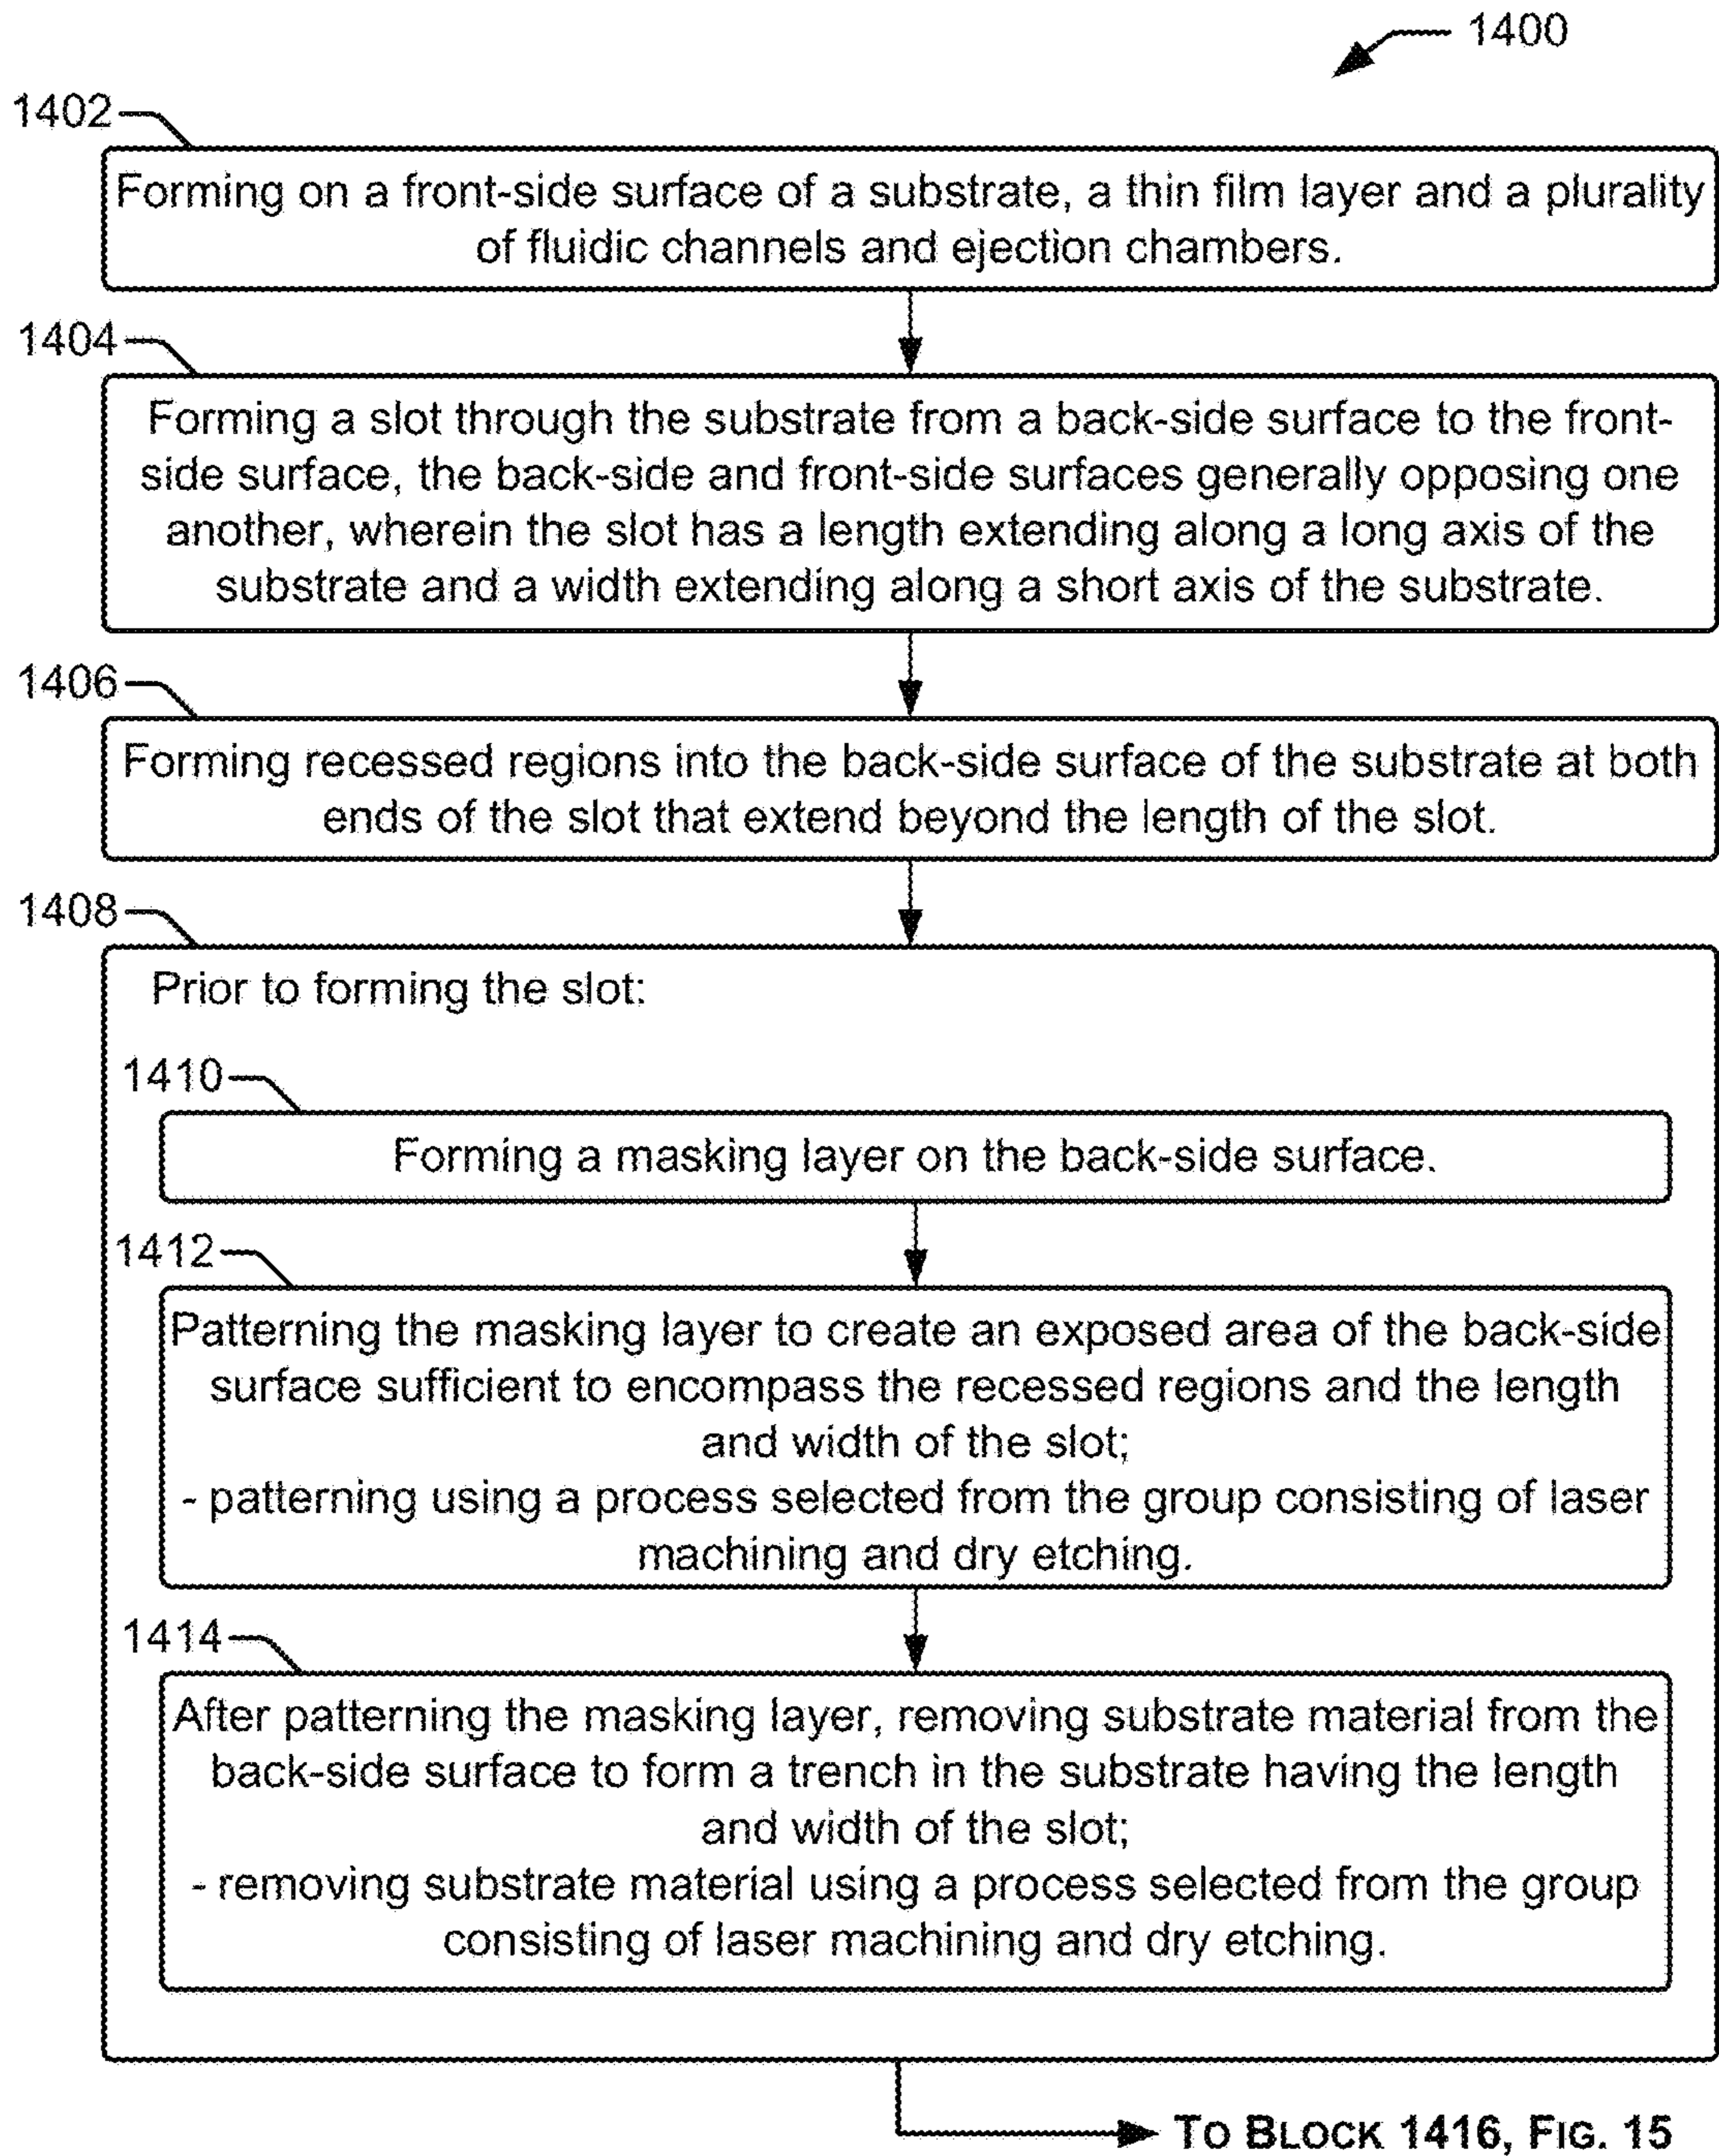 1400
1402
Forming on a front-side surface of a substrate, a thin film layer and a plurality
of fluidic channels and ejection chambers.
1404
Forming a slot through the substrate from a back-side surface to the front-
side surface, the back-side and front-side surfaces generally opposing one
another, wherein the slot has a length extending along a long axis of the
substrate and a width extending along a short axis of the substrate.
1406
Forming recessed regions into the back-side surface of the substrate at both
ends of the slot that extend beyond the length of the slot.
1408
Prior to forming the slot:
1410
Forming a masking layer on the back-side surface.
1412
Patterning the masking layer to create an exposed area of the back-side
surface sufficient to encompass the recessed regions and the length
and width of the slot;
- patterning using a process selected from the group consisting of laser
machining and dry etching.
1414
After patterning the masking layer, removing substrate material from the
back-side surface to form a trench in the substrate having the length
and width of the slot;
- removing substrate material using a process selected from the group
consisting of laser machining and dry etching.
TO BLOCK 1416, FIG. 15